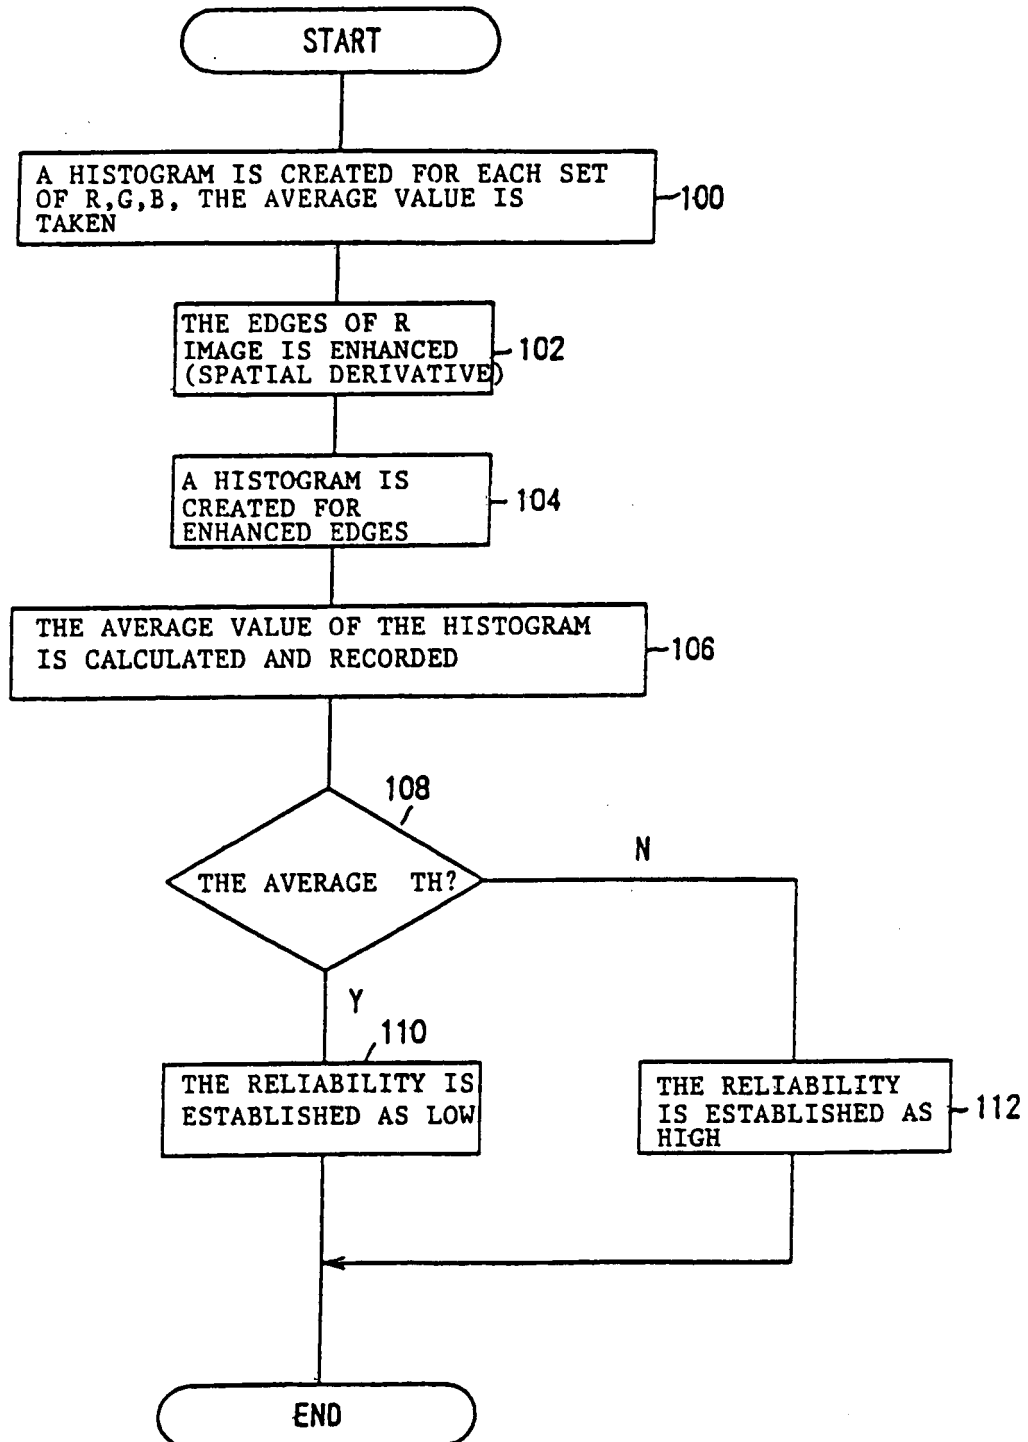 START
A HISTOGRAM IS CREATED FOR EACH SET
OF R,G,B, THE AVERAGE VALUE IS
TAKEN
100
THE EDGES OF R
IMAGE IS ENHANCED
(SPATIAL DERIVATIVE)
102
A HISTOGRAM IS
CREATED FOR
ENHANCED EDGES
104
THE AVERAGE VALUE OF THE HISTOGRAM
IS CALCULATED AND RECORDED
106
108
THE AVERAGE TH?
N
Y
110
THE RELIABILITY IS
ESTABLISHED AS LOW
THE RELIABILITY
IS ESTABLISHED AS
HIGH
112
END